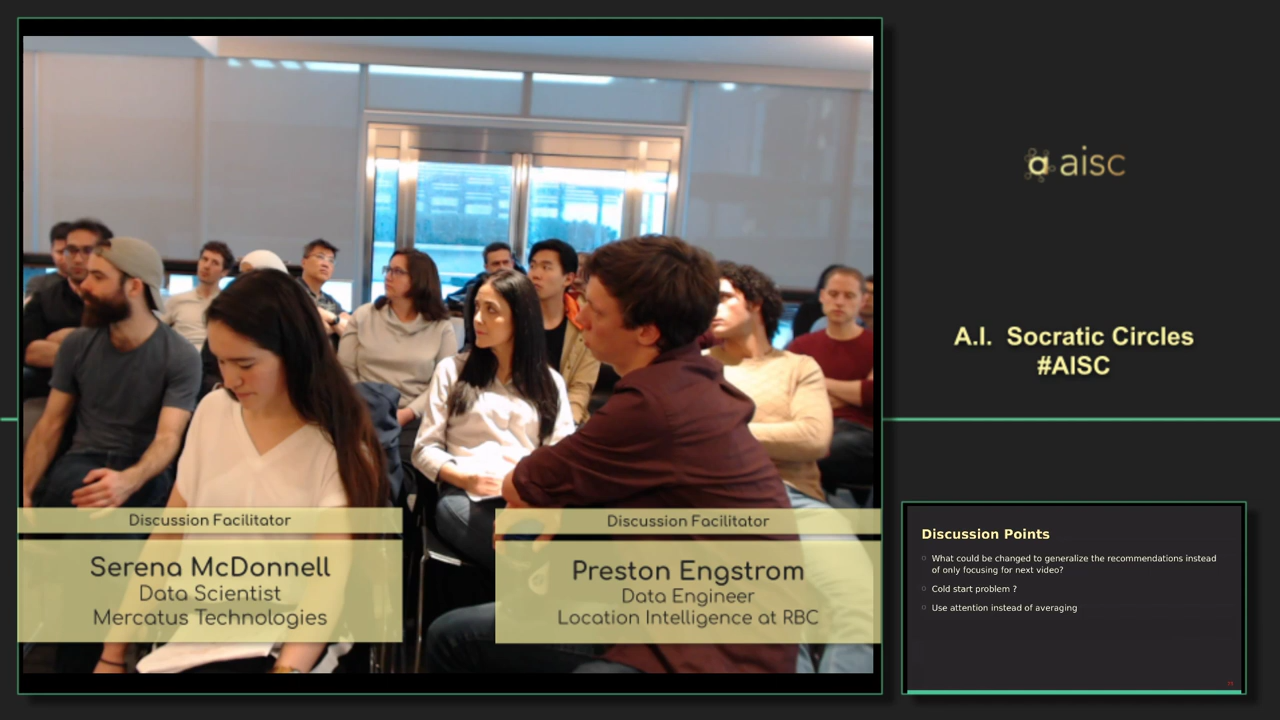 aisc
A.I. Socratic Circles
#AISC
Discussion Facilitator
Serena McDonnell
Data Scientist
Mercatus Technologies
Discussion Facilitator
Preston Engstrom
Data Engineer
Location Intelligence at RBC
Discussion Points
What could be changed to generalize the recommendations instead
of only focusing for next video?
Cold start problem ?
Use attention instead of averaging